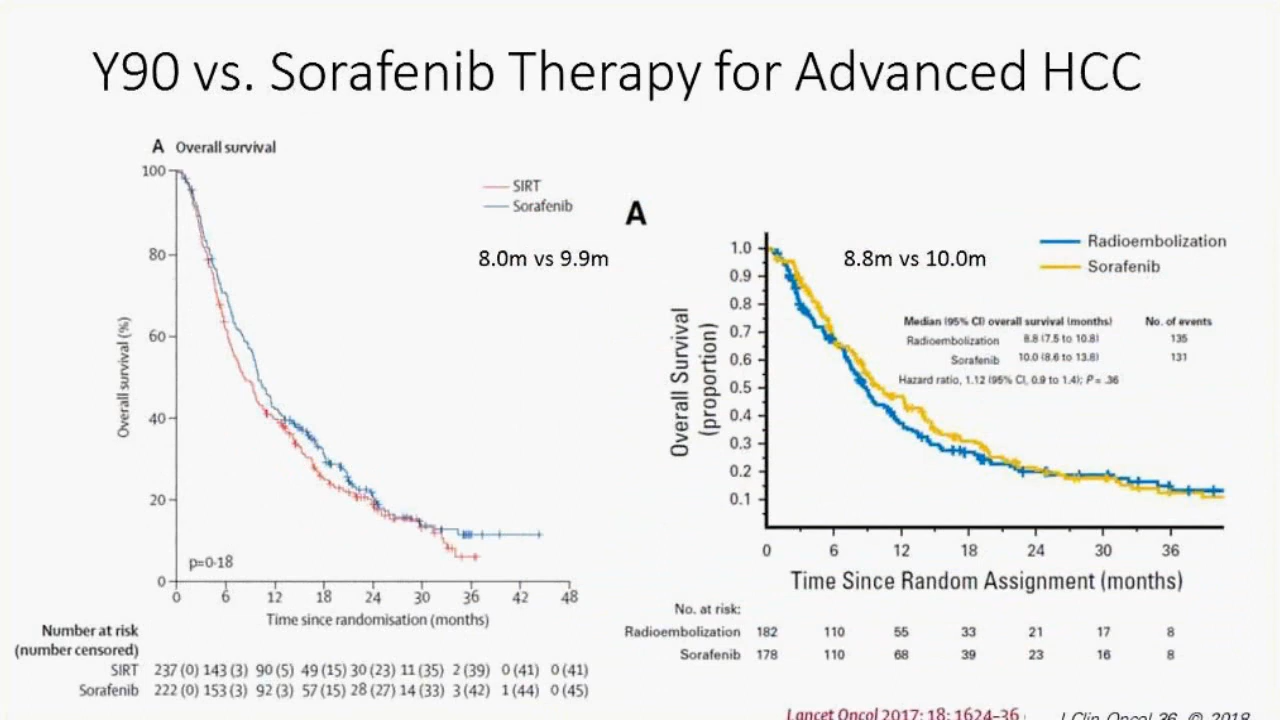 Y90 vs. Sorafenib Therapy for Advanced HCC
A Overall survival
SIRT
Sorafenib
8.0m vs 9.9m
Overall survival (%)
100
80
60
40
20
0
p=0·18
0 6 12 18 24 30 36 42 48
Time since randomisation (months)
Number at risk
(number censored)
SIRT 237 (0) 143 (3) 90 (5) 49 (15) 30 (23) 11 (35) 2 (39) 0 (41) 0 (41)
Sorafenib 222 (0) 153 (3) 92 (3) 57 (15) 28 (27) 14 (33) 3 (42) 1 (44) 0 (45)
A
Radioembolization
Sorafenib
8.8m vs 10.0m
Median (95% CI) overall survival (months) No. of events
Radioembolization 8.8 (7.5 to 10.8) 135
Sorafenib 10.0 (8.6 to 13.8) 131
Hazard ratio, 1.12 (95% CI, 0.9 to 1.4); P = .36
Overall Survival
(proportion)
1.0
0.9
0.8
0.7
0.6
0.5
0.4
0.3
0.2
0.1
0 6 12 18 24 30 36
Time Since Random Assignment (months)
No. at risk:
Radioembolization 182 110 55 33 21 17 8
Sorafenib 178 110 68 39 23 16 8
Lancet Oncol 2017; 18: 1624–36
J Clin Oncol 36. © 2018